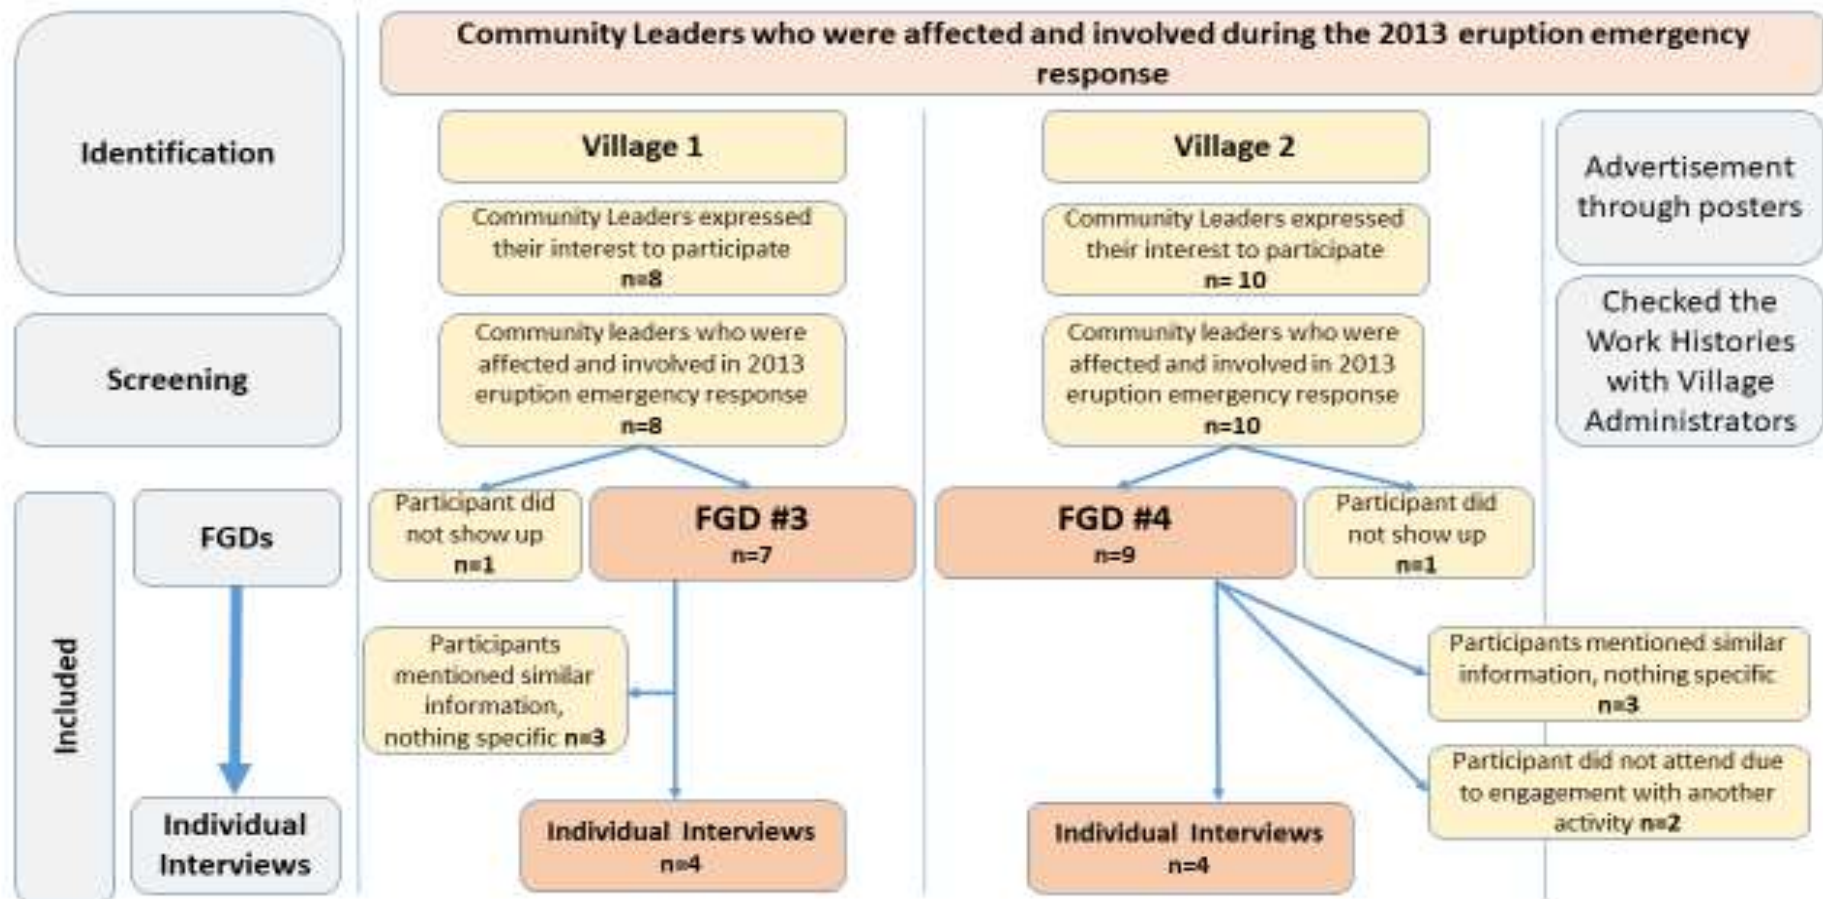 Community Leaders who were affected and involved during the 2013 eruption emergency
response
Identification
Village 1
Village 2
Advertisement
through posters
Community Leaders expressed
their interest to participate
n=8
Community Leaders expressed
their interest to participate
n= 10
Screening
Community leaders who were
affected and involved in 2013
eruption emergency response
n=8
Community leaders who were
affected and involved in 2013
eruption emergency response
n=10
Checked the
Work Histories
with Village
Administrators
Included
FGDs
Participant did
not show up
n=1
FGD #3
n=7
FGD #4
n=9
Participant did
not show up
n=1
Participants
mentioned similar
information,
nothing specific n=3
Participants mentioned similar
information, nothing specific
n=3
Participant did not attend due
to engagement with another
activity n=2
Individual
Interviews
Individual Interviews
n=4
Individual Interviews
n=4